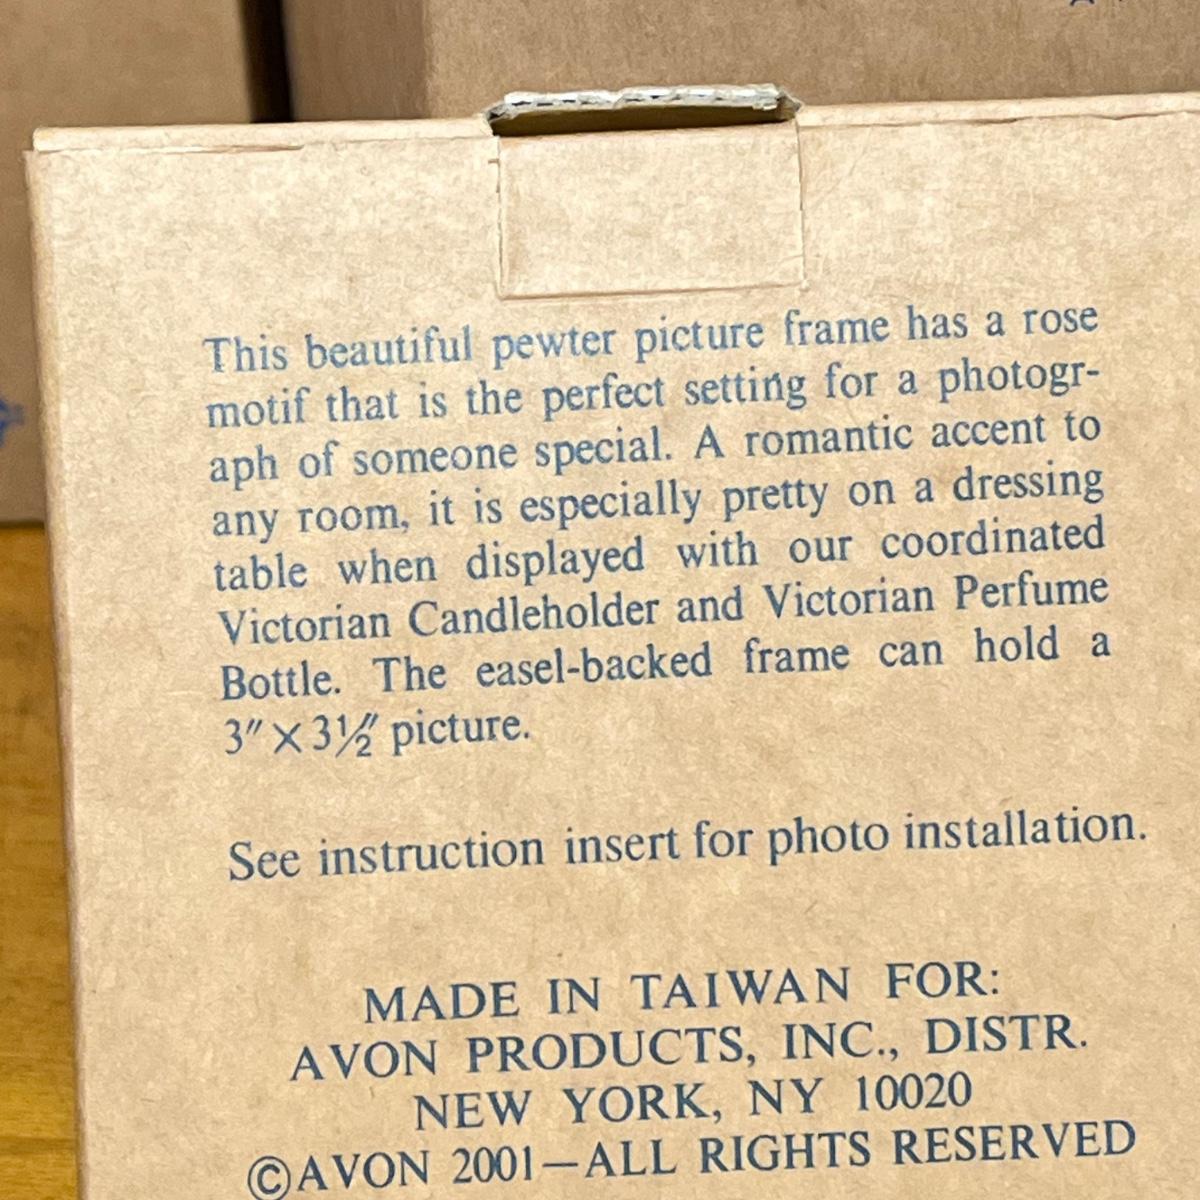 This beautiful pewter picture frame has a rose
motif that is the perfect setting for a photogr-
aph of someone special. A romantic accent to
any room, it is especially pretty on a dressing
table when displayed with our coordinated
Victorian Candleholder and Victorian Perfume
Bottle. The easel-backed frame can hold a
3″ × 3½″ picture.
See instruction insert for photo installation.
MADE IN TAIWAN FOR:
AVON PRODUCTS, INC., DISTR.
NEW YORK, NY 10020
©AVON 2001—ALL RIGHTS RESERVED